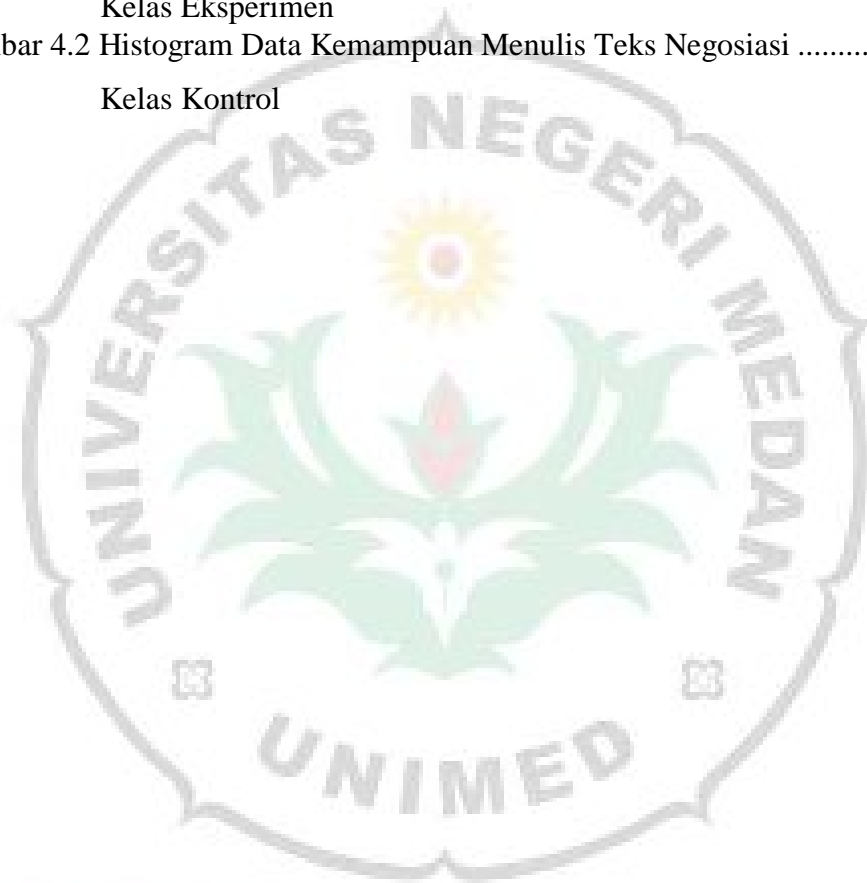 Kelas Eksperimen
bar 4.2 Histogram Data Kemampuan Menulis Teks Negosiasi .........
Kelas Kontrol
UNIVERSITAS NEGERI MEDAN
UNIMED